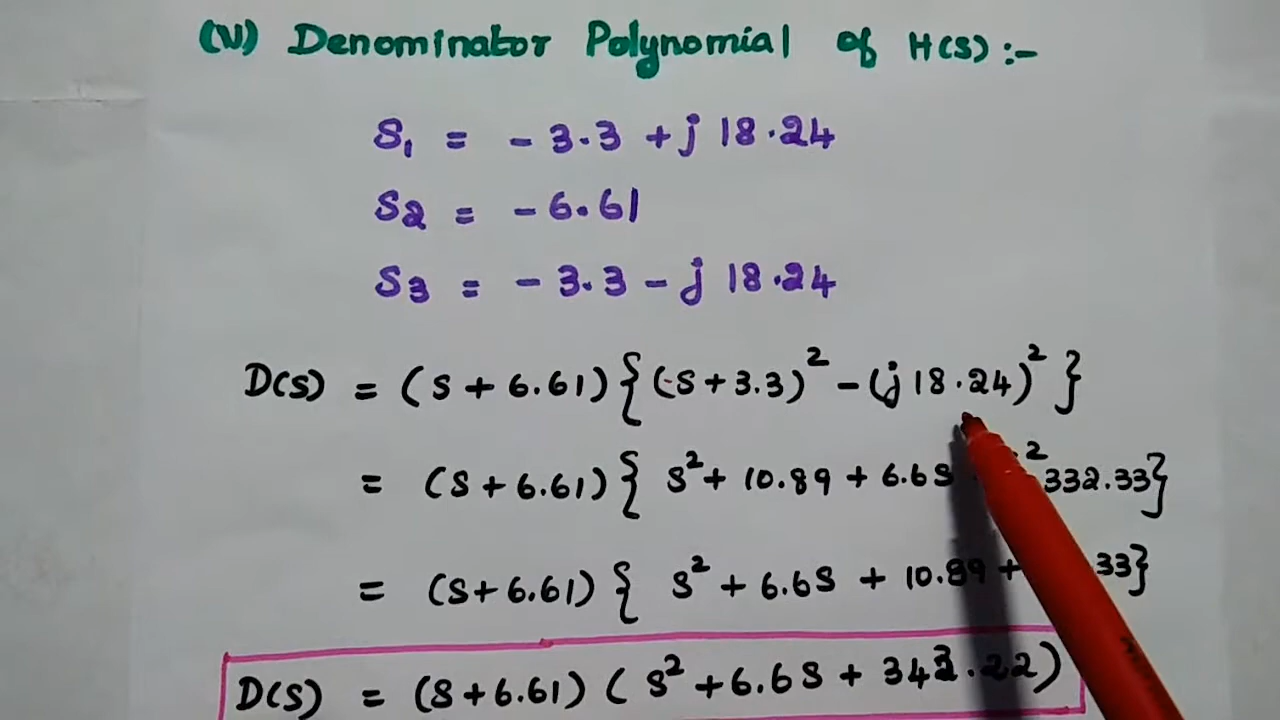 (V) Denominator Polynomial of H(S) :-
S₁ = - 3.3 + j 18.24
S₂ = - 6.61
S₃ = - 3.3 - j 18.24
D(S) = (S + 6.61) { (S + 3.3)² - (j 18.24)² }
= (S + 6.61) { S² + 10.89 + 6.6S ² 332.33}
= (S + 6.61) { S² + 6.6S + 10.89 + 33}
D(S) = (S + 6.61) ( S² + 6.6S + 343.22)